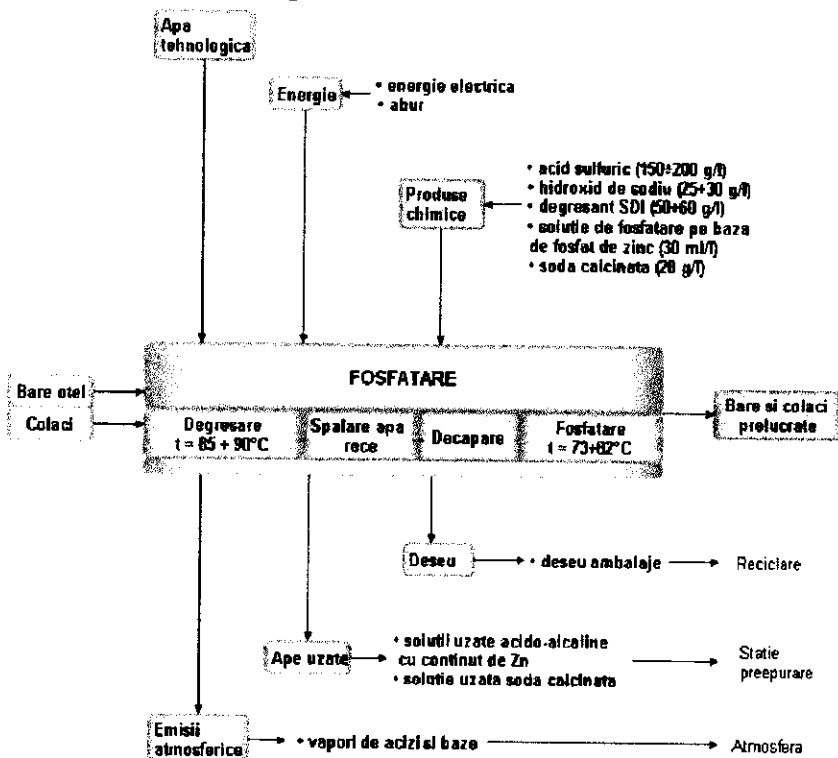 Apa
tehnologica
Energie
• energie electrica
• abur
Produse
chimice
• acid sulfuric (150÷200 g/l)
• hidroxid de sodiu (25÷30 g/l)
• degresant SDI (50÷60 g/l)
• solutie de fosfatare pe baza
de fosfat de zinc (30 ml/l)
• soda calcinata (20 g/l)
FOSFATARE
Bare otel
Colaci
Degresare
t = 85 ÷ 90°C
Spalare apa
rece
Decapare
Fosfatare
t = 73÷82°C
Bare si colaci
prelucrate
Deseu
• deseu ambalaje
Reciclare
Ape uzate
• solutii uzate acido-alcaline
cu continut de Zn
• solutie uzata soda calcinata
Statie
preepurare
Emisii
atmosferice
• vapori de acizi si baze
Atmosfera